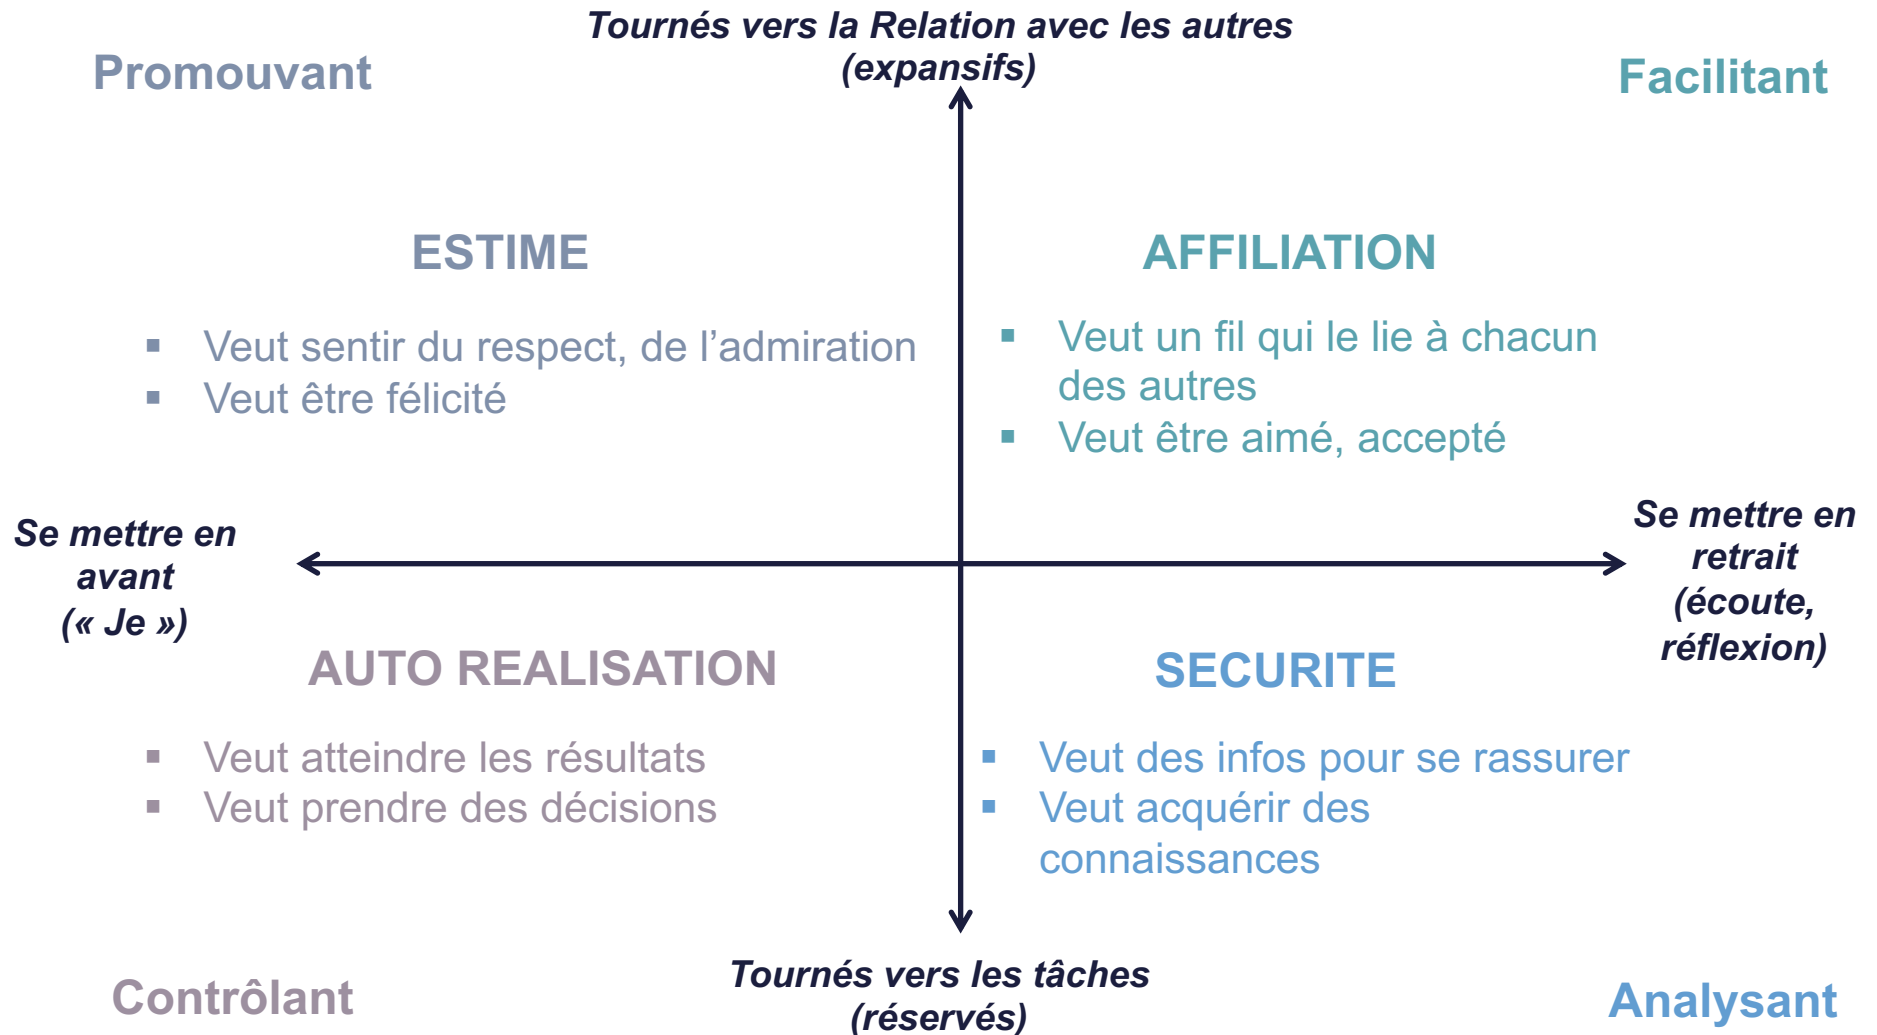 Tournés vers la Relation avec les autres
(expansifs)
Promouvant
Facilitant
ESTIME
▪ Veut sentir du respect, de l’admiration
▪ Veut être félicité
AFFILIATION
▪ Veut un fil qui le lie à chacun
des autres
▪ Veut être aimé, accepté
Se mettre en
avant
(« Je »)
Se mettre en
retrait
(écoute,
réflexion)
AUTO REALISATION
▪ Veut atteindre les résultats
▪ Veut prendre des décisions
SECURITE
▪ Veut des infos pour se rassurer
▪ Veut acquérir des
connaissances
Contrôlant
Tournés vers les tâches
(réservés)
Analysant